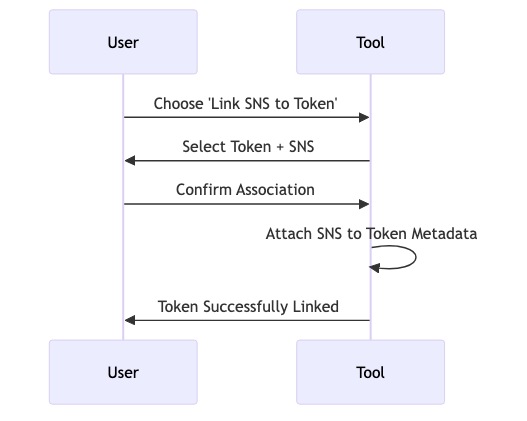 User
Tool
Choose 'Link SNS to Token'
Select Token + SNS
Confirm Association
Attach SNS to Token Metadata
Token Successfully Linked
User
Tool